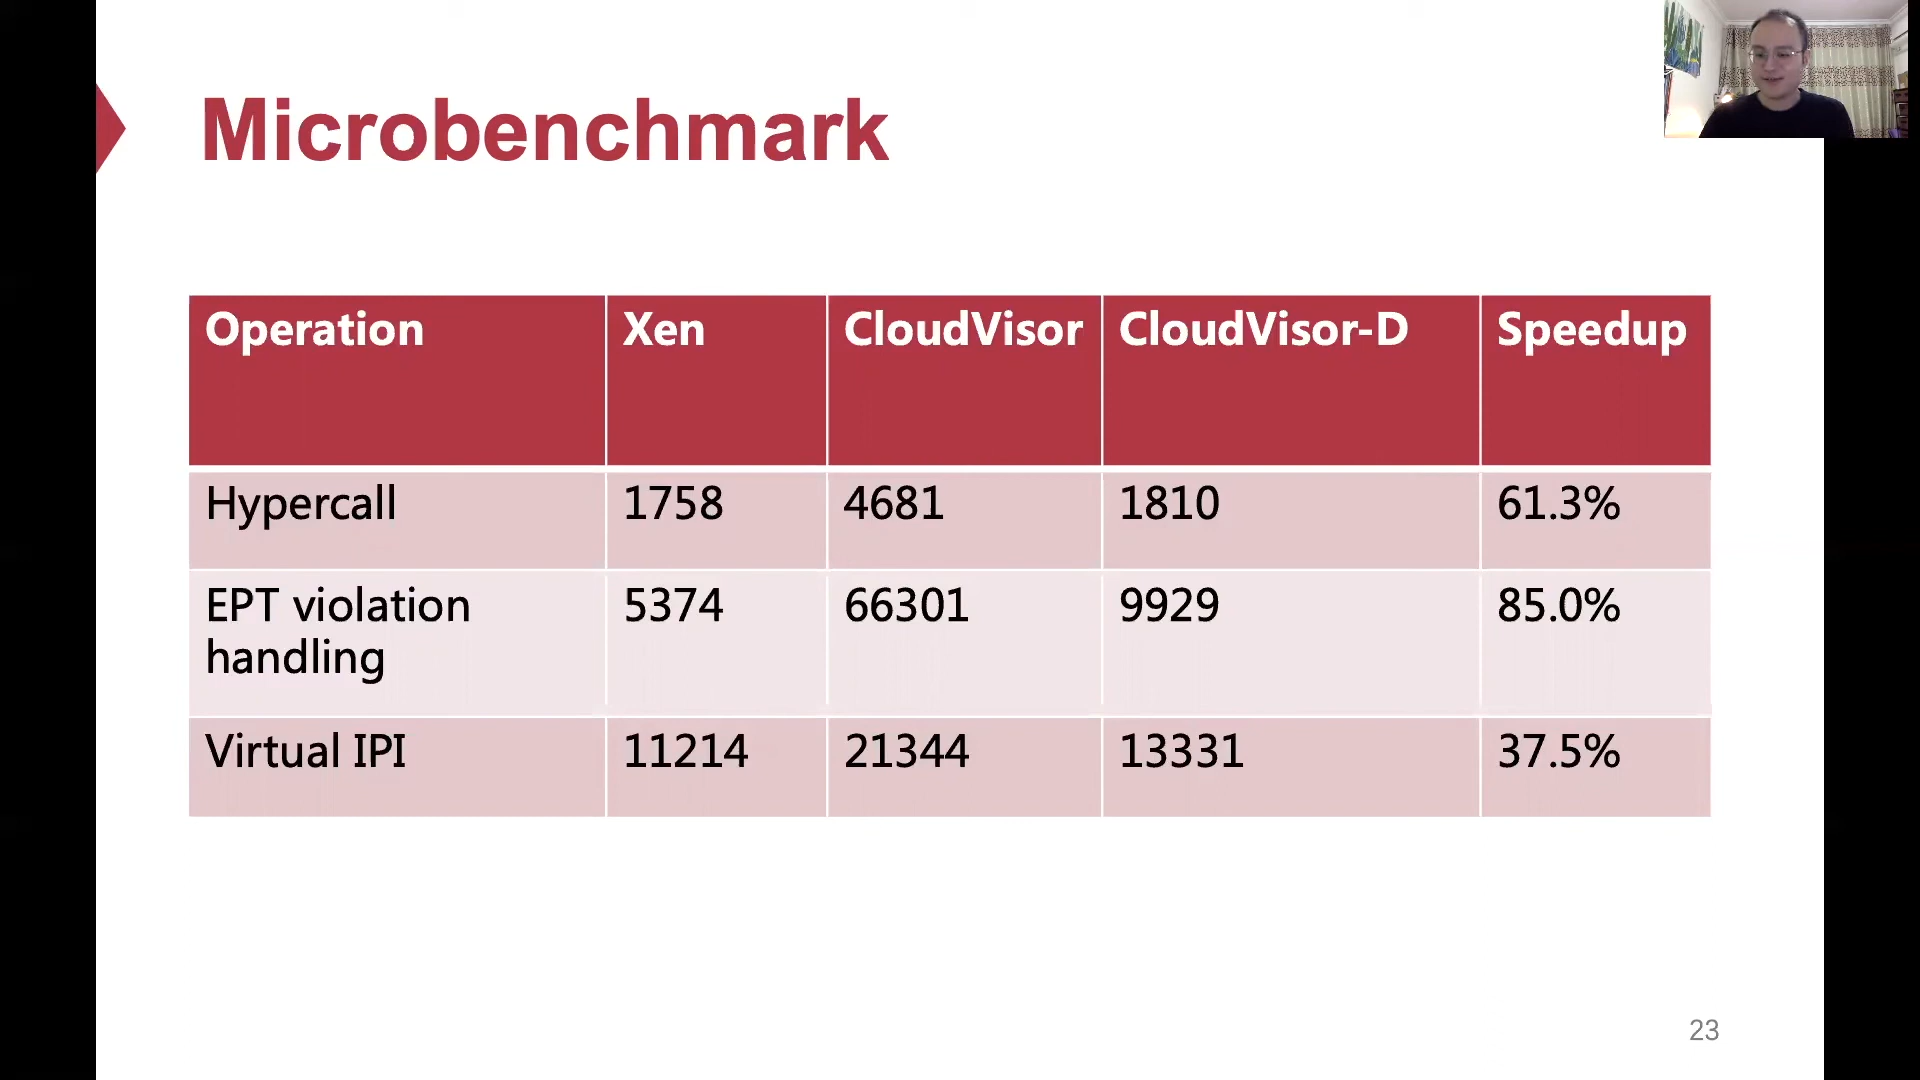 Microbenchmark
Operation Xen CloudVisor CloudVisor-D Speedup
Hypercall 1758 4681 1810 61.3%
EPT violation handling 5374 66301 9929 85.0%
Virtual IPI 11214 21344 13331 37.5%
23